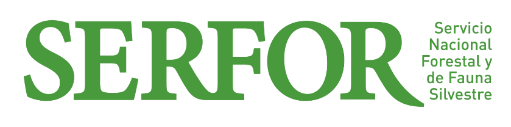 SERFOR
Servicio
Nacional
Forestal y
de Fauna
Silvestre